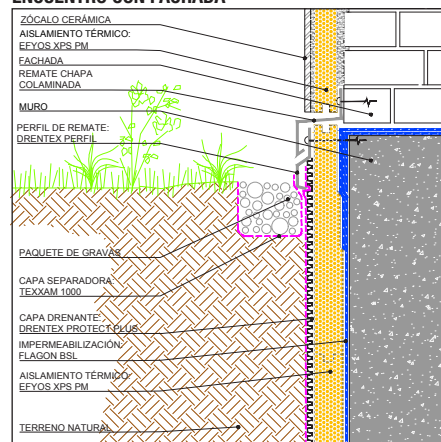 ENCUENTRO CON FACHADA
ZÓCALO CERÁMICA
AISLAMIENTO TÉRMICO:
EFYOS XPS PM
FACHADA
REMATE CHAPA
COLAMINADA
MURO
PERFIL DE REMATE:
DRENTEX PERFIL
PAQUETE DE GRAVAS
CAPA SEPARADORA:
TEXXAM 1000
CAPA DRENANTE:
DRENTEX PROTECT PLUS
IMPERMEABILIZACIÓN:
FLAGON BSL
AISLAMIENTO TÉRMICO:
EFYOS XPS PM
TERRENO NATURAL